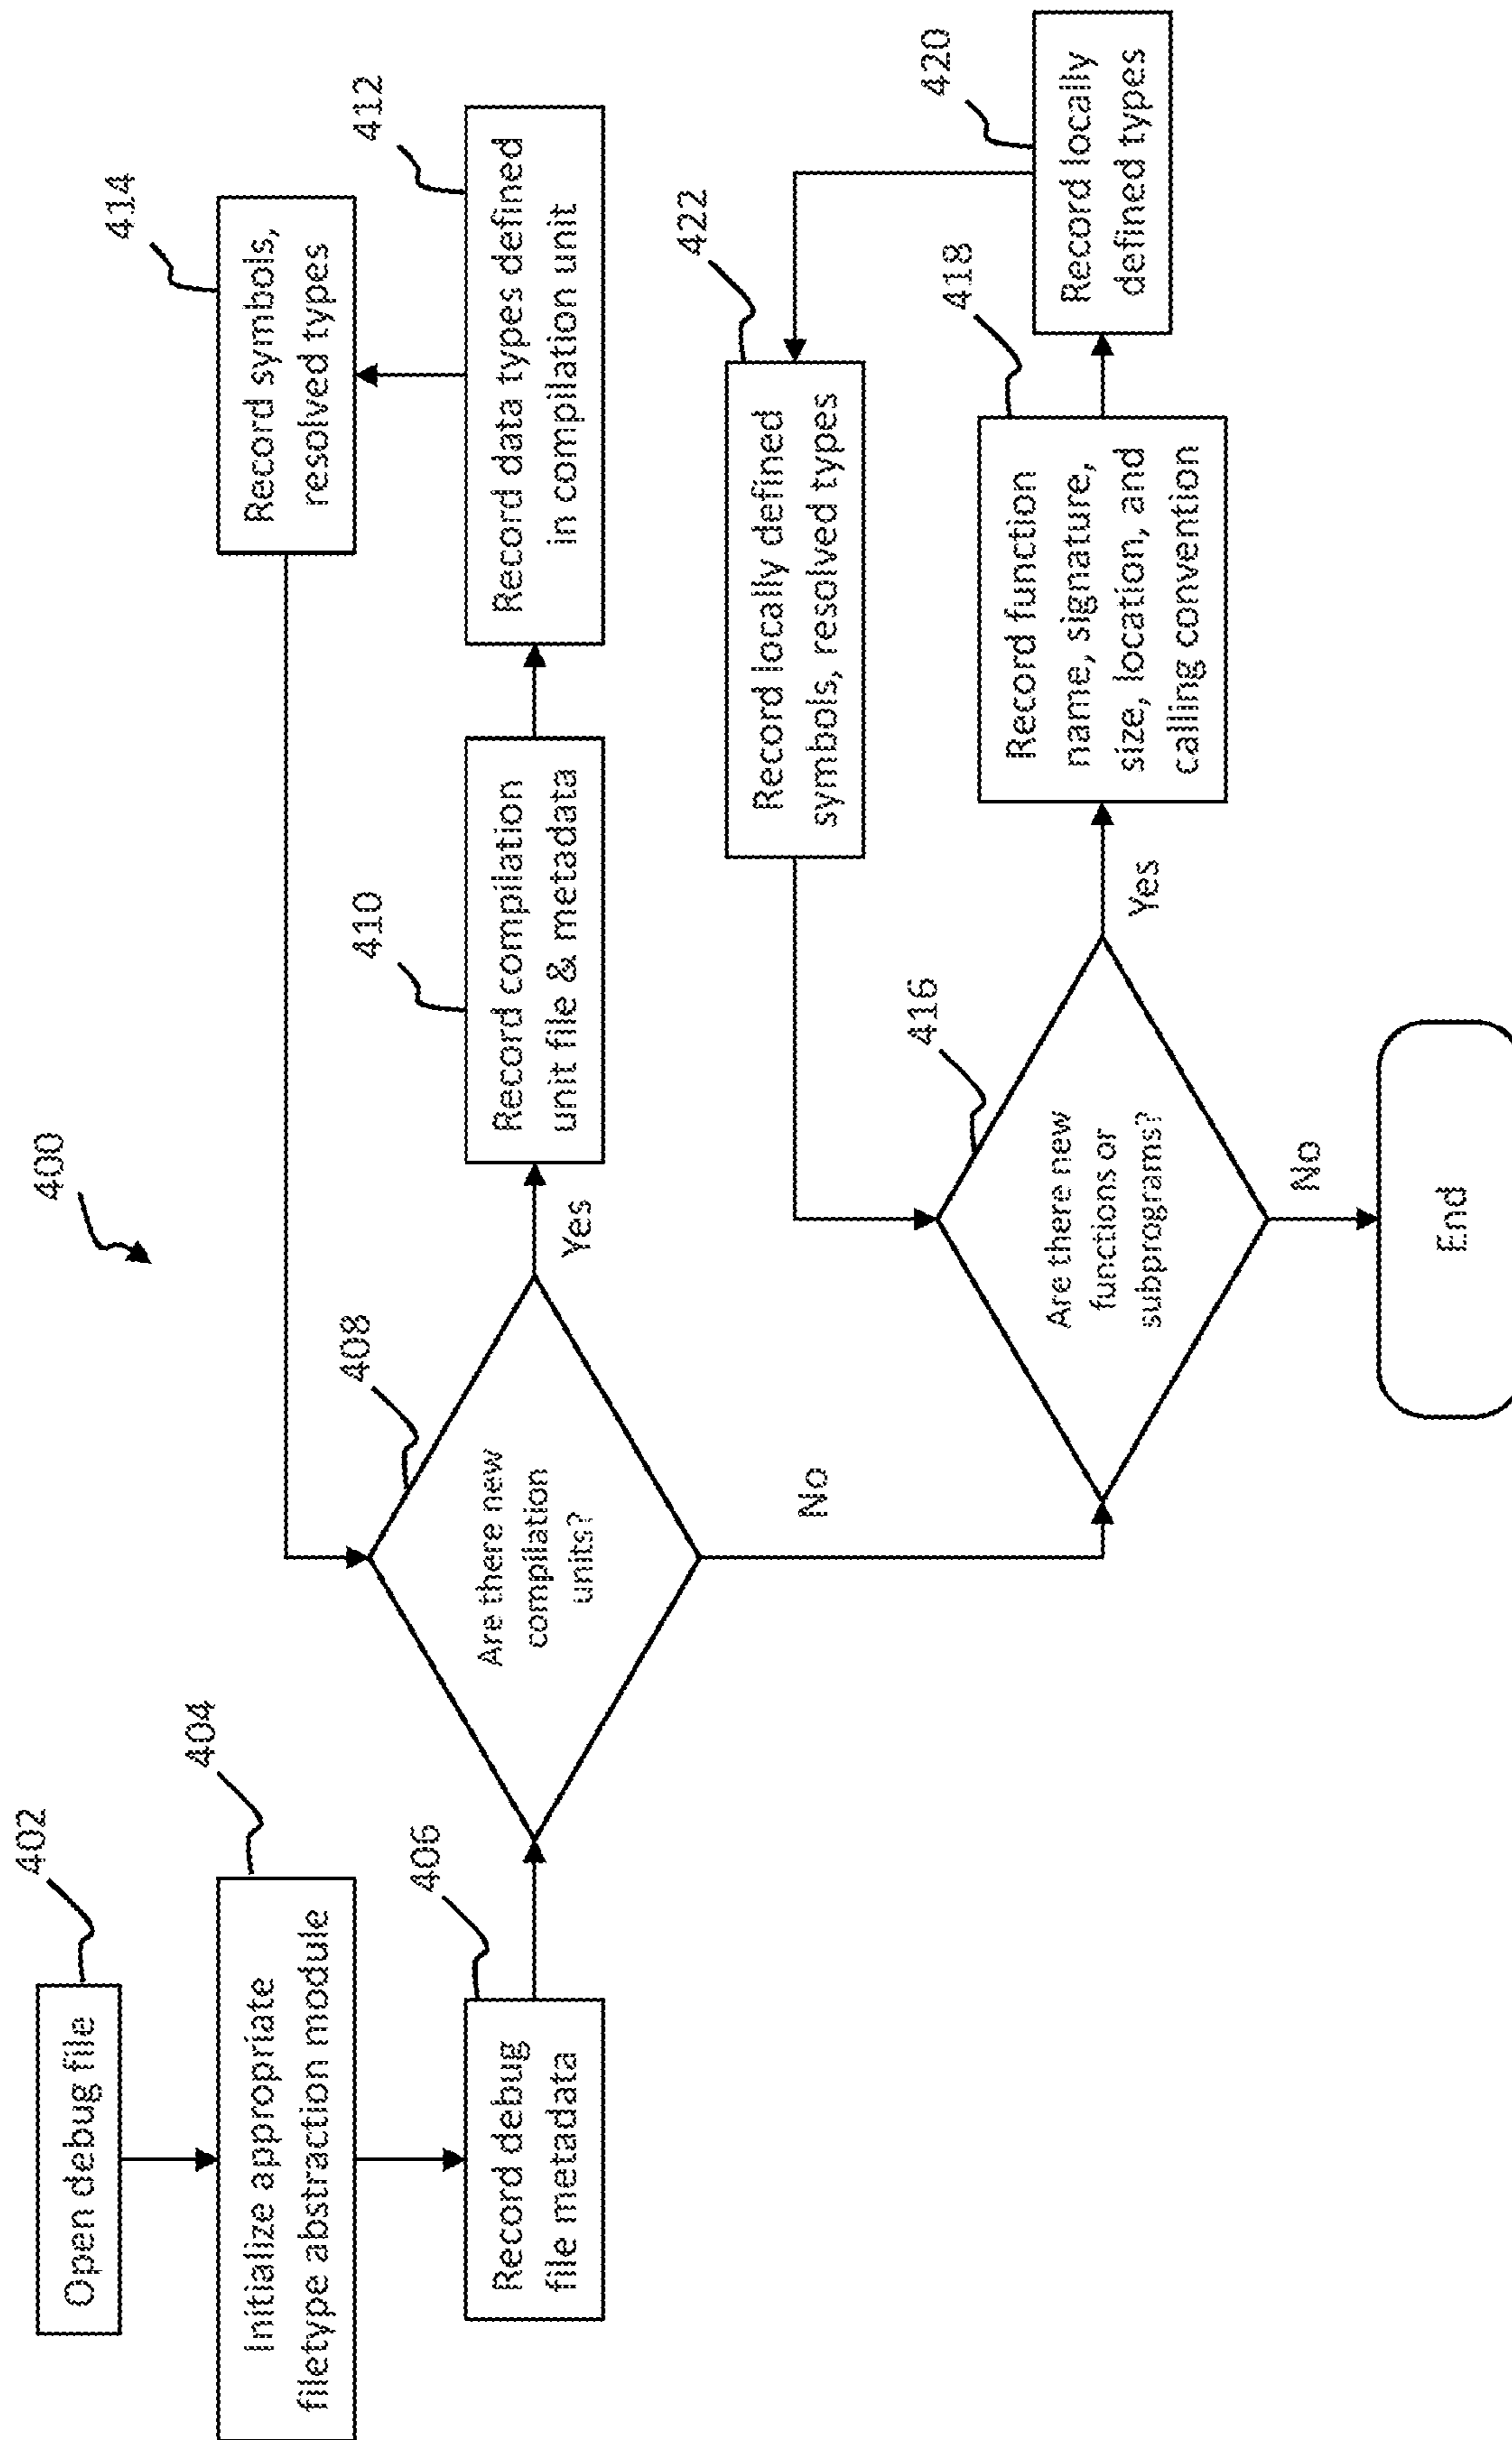 400
402
Open debug file
404
Initialize appropriate
filetype abstraction module
406
Record debug
file metadata
408
Are there new
compilation
units?
Yes
No
410
Record compilation
unit file & metadata
412
Record data types defined
in compilation unit
414
Record symbols,
resolved types
416
Are there new
functions or
subprograms?
Yes
No
418
Record function
name, signature,
size, location, and
calling convention
420
Record locally
defined types
422
Record locally defined
symbols, resolved types
End